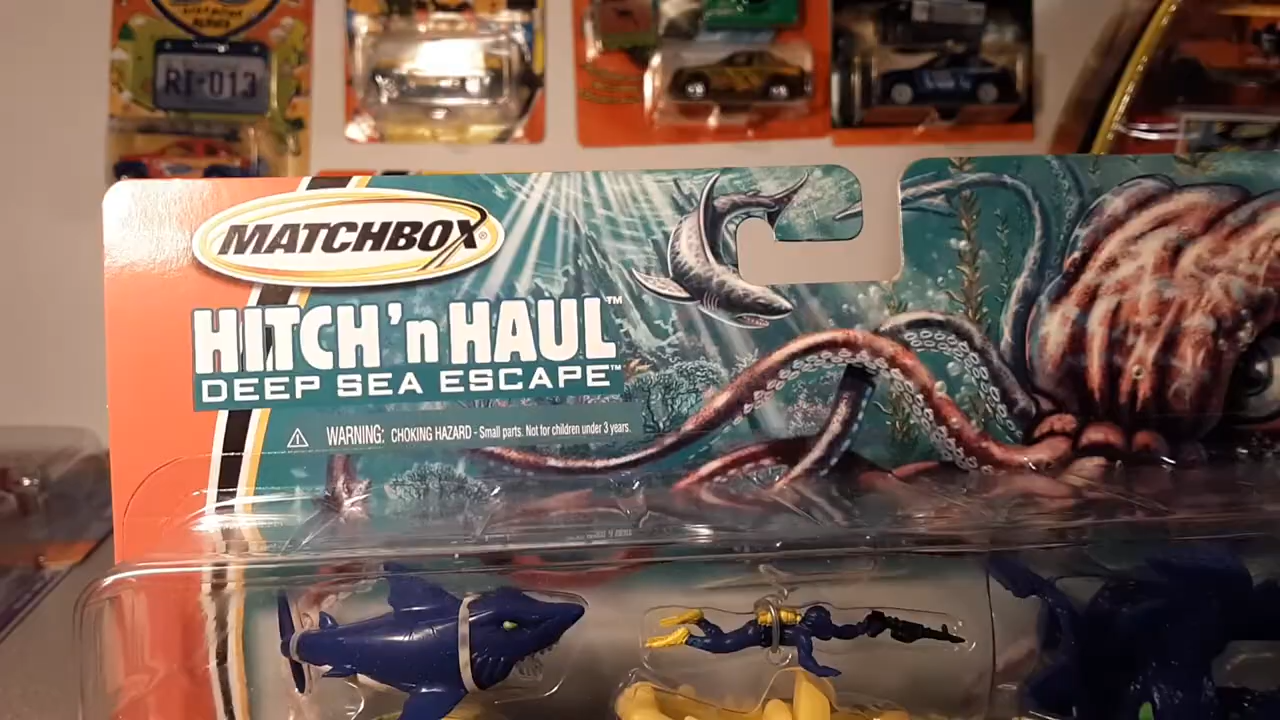 RI·013
MATCHBOX®
HITCH 'n HAUL™
DEEP SEA ESCAPE™
⚠ WARNING: CHOKING HAZARD - Small parts. Not for children under 3 years.